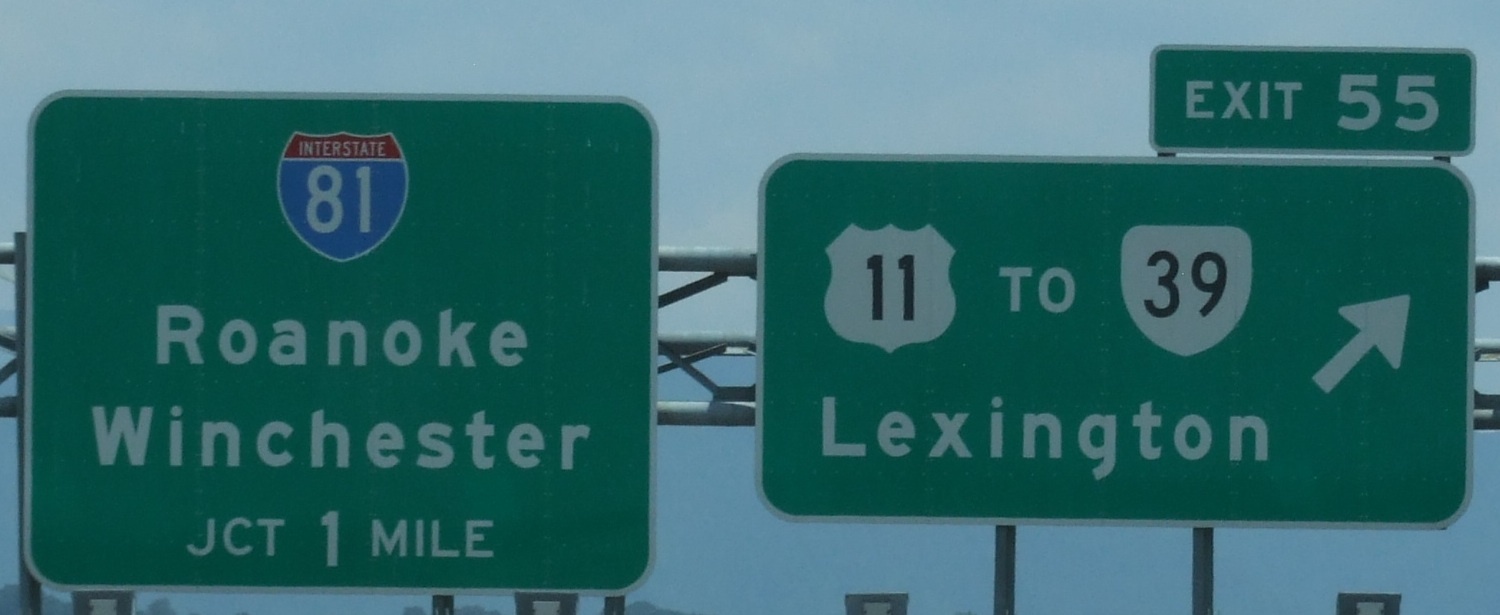 INTERSTATE
81
Roanoke
Winchester
JCT 1 MILE
EXIT 55
11 TO 39
Lexington